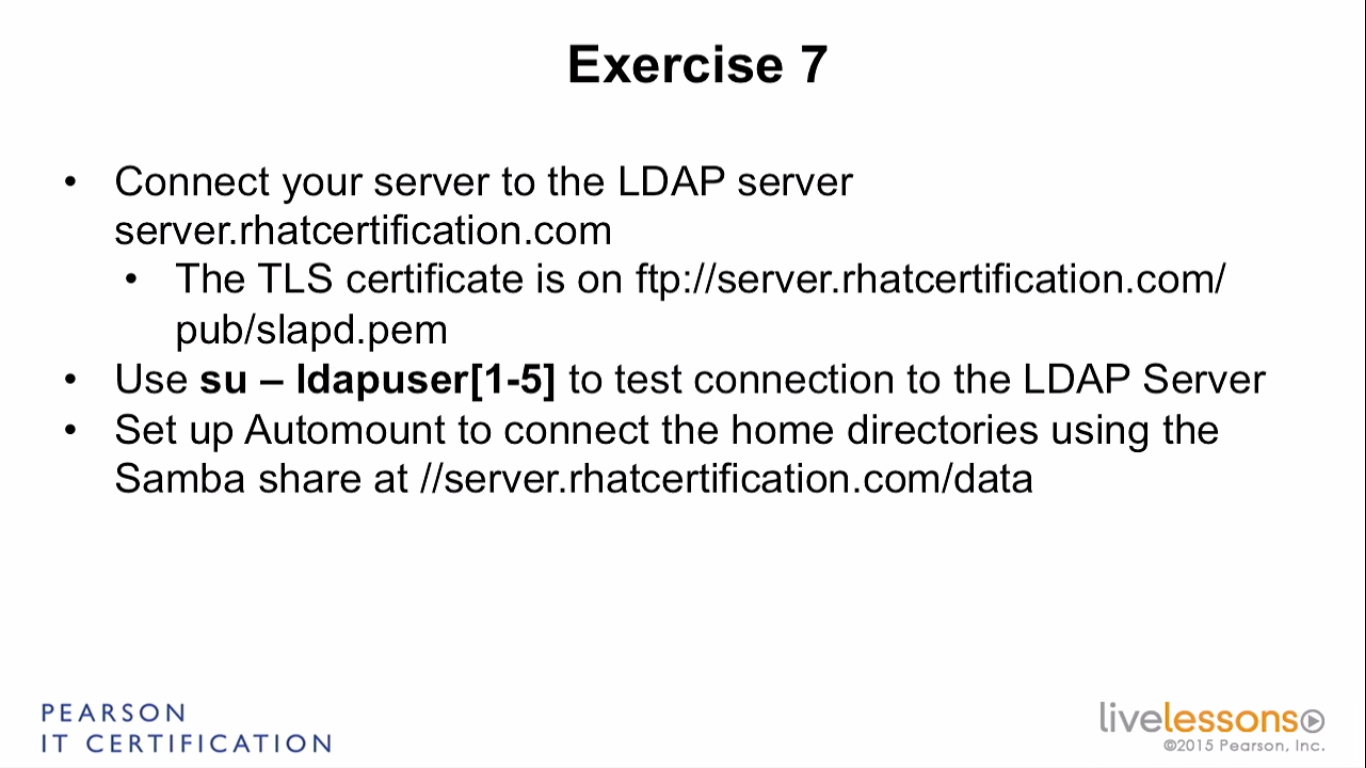 Exercise 7
• Connect your server to the LDAP server
server.rhatcertification.com
• The TLS certificate is on ftp://server.rhatcertification.com/
pub/slapd.pem
• Use su – ldapuser[1-5] to test connection to the LDAP Server
• Set up Automount to connect the home directories using the
Samba share at //server.rhatcertification.com/data
PEARSON
IT CERTIFICATION
livelessons
©2015 Pearson, Inc.